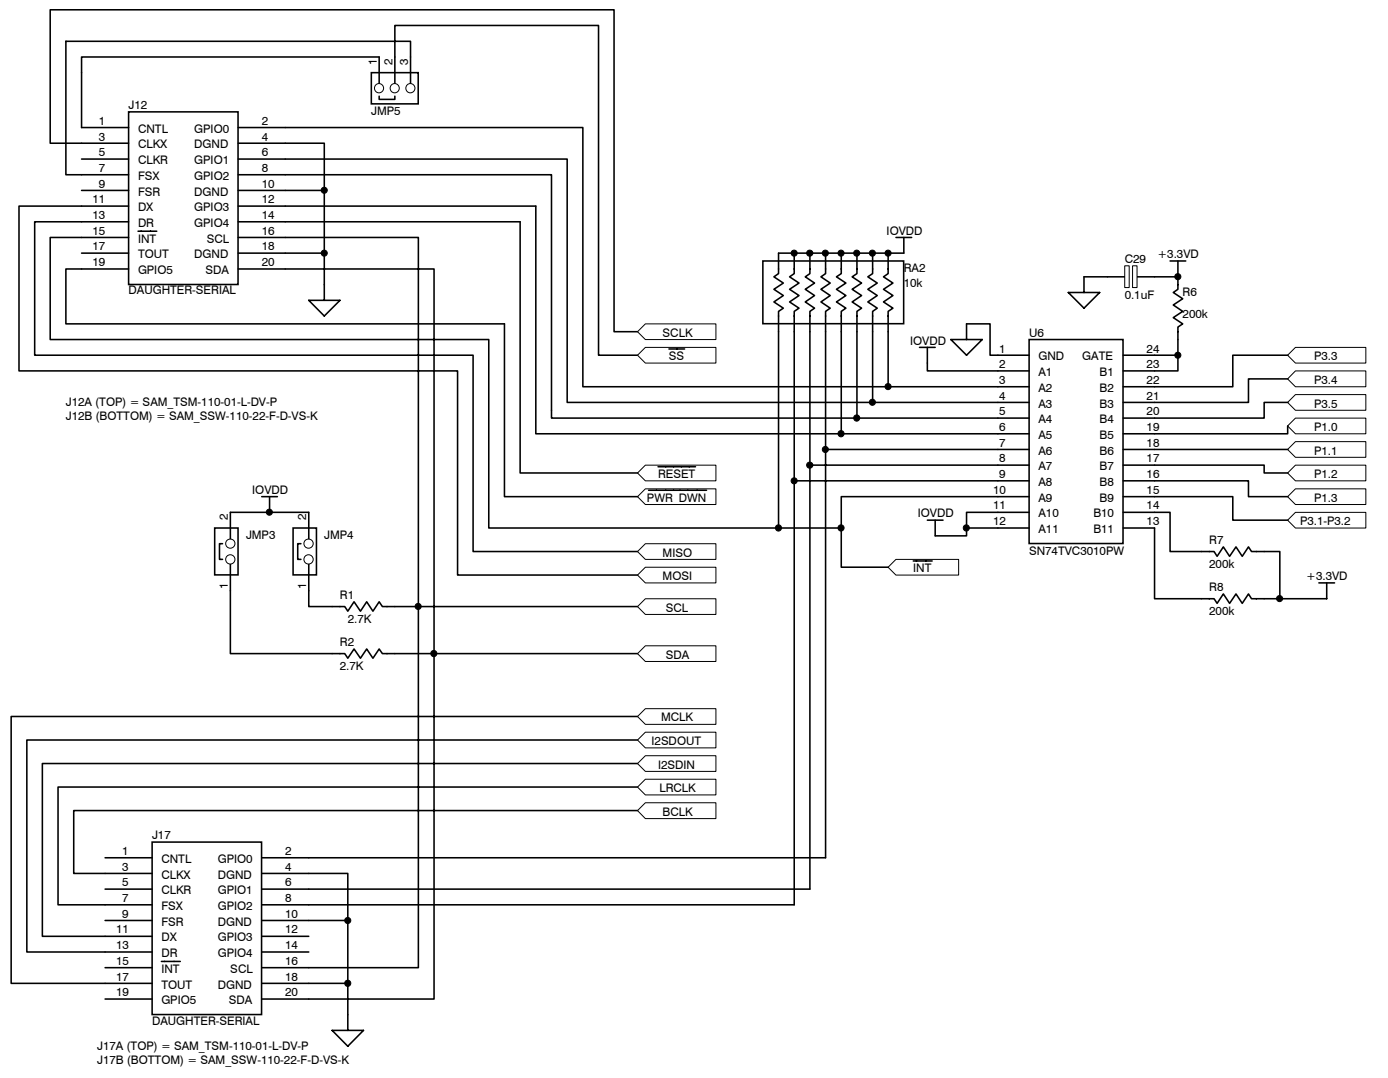 1 2 3
JMP5
J12
1 CNTL GPIO0 2
3 CLKX DGND 4
5 CLKR GPIO1 6
7 FSX GPIO2 8
9 FSR DGND 10
11 DX GPIO3 12
13 DR GPIO4 14
15 INT SCL 16
17 TOUT DGND 18
19 GPIO5 SDA 20
DAUGHTER-SERIAL
J12A (TOP) = SAM_TSM-110-01-L-DV-P
J12B (BOTTOM) = SAM_SSW-110-22-F-D-VS-K
SCLK
SS
RESET
PWR DWN
MISO
MOSI
SCL
SDA
MCLK
I2SDOUT
I2SDIN
LRCLK
BCLK
IOVDD
2 2
JMP3 JMP4
1 1
R1
2.7K
R2
2.7K
IOVDD
RA2
10k
+3.3VD
C29
0.1uF
R6
200k
IOVDD
U6
1 GND GATE 24
2 A1 B1 23
3 A2 B2 22
4 A3 B3 21
5 A4 B4 20
6 A5 B5 19
7 A6 B6 18
8 A7 B7 17
9 A8 B8 16
10 A9 B9 15
11 A10 B10 14
12 A11 B11 13
SN74TVC3010PW
IOVDD
INT
P3.3
P3.4
P3.5
P1.0
P1.1
P1.2
P1.3
P3.1-P3.2
R7
200k
R8
200k
+3.3VD
J17
1 CNTL GPIO0 2
3 CLKX DGND 4
5 CLKR GPIO1 6
7 FSX GPIO2 8
9 FSR DGND 10
11 DX GPIO3 12
13 DR GPIO4 14
15 INT SCL 16
17 TOUT DGND 18
19 GPIO5 SDA 20
DAUGHTER-SERIAL
J17A (TOP) = SAM_TSM-110-01-L-DV-P
J17B (BOTTOM) = SAM_SSW-110-22-F-D-VS-K